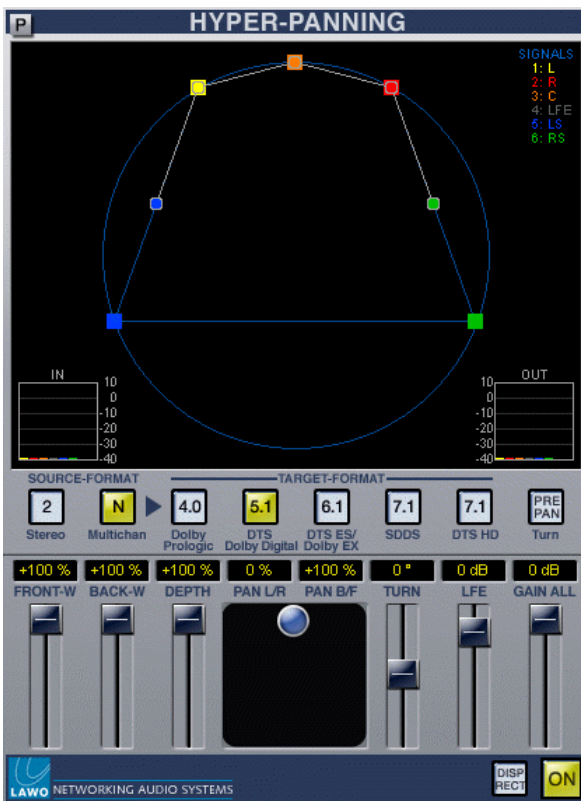 P HYPER-PANNING
SIGNALS
1: L
2: R
3: C
4: LFE
5: LS
6: RS
IN
10
0
-10
-20
-30
-40
OUT
10
0
-10
-20
-30
-40
SOURCE-FORMAT TARGET-FORMAT
2 N 4.0 5.1 6.1 7.1 7.1 PRE PAN
Stereo Multichan Dolby Prologic DTS Dolby Digital DTS ES/ Dolby EX SDDS DTS HD Turn
+100 % +100 % +100 % 0 % +100 % 0 ° 0 dB 0 dB
FRONT-W BACK-W DEPTH PAN L/R PAN B/F TURN LFE GAIN ALL
LAWO NETWORKING AUDIO SYSTEMS
DISP RECT ON